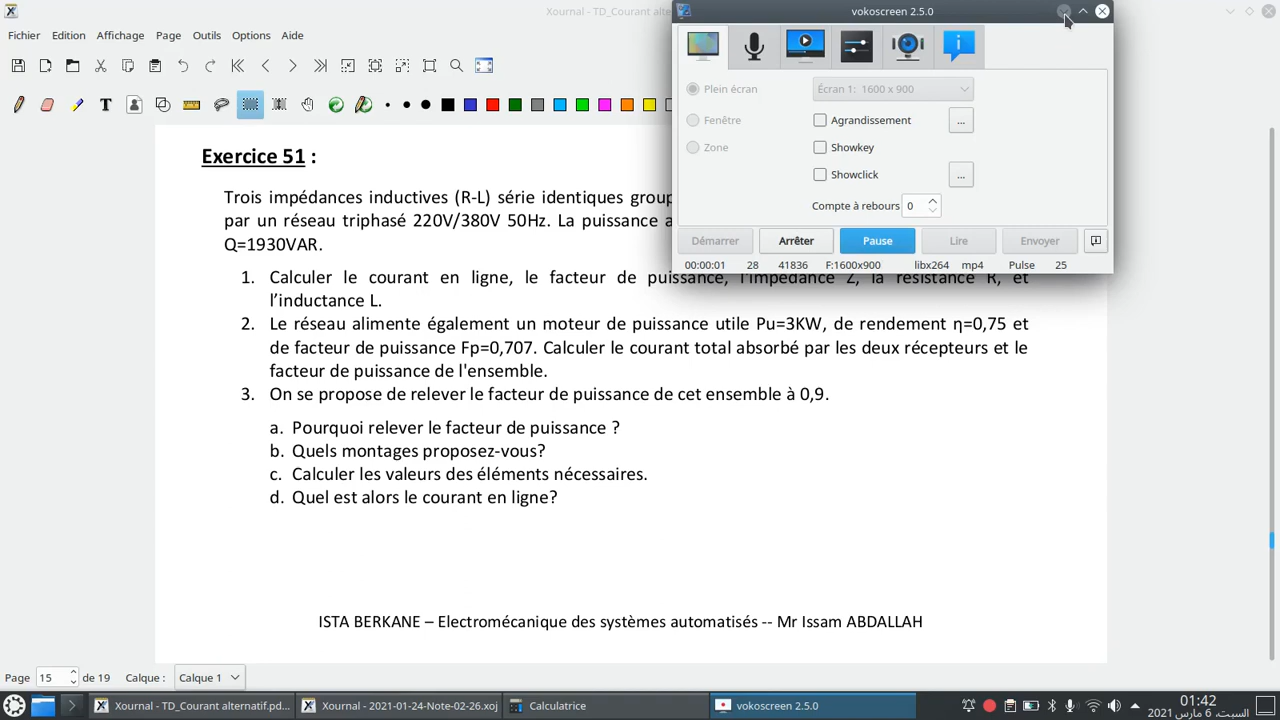 Xournal - TD_Courant alte
vokoscreen 2.5.0
Fichier Edition Affichage Page Outils Options Aide
Plein écran Écran 1: 1600 x 900
Fenêtre Agrandissement ...
Zone Showkey
Showclick ...
Compte à rebours 0
Démarrer Arrêter Pause Lire Envoyer
00:00:01 28 41836 F:1600x900 libx264 mp4 Pulse 25
Exercice 51 :
Trois impédances inductives (R-L) série identiques
par un réseau triphasé 220V/380V 50Hz. La puissance
Q=1930VAR.
1. Calculer le courant en ligne, le facteur de puissance, l'impédance Z, la résistance R, et
l’inductance L.
2. Le réseau alimente également un moteur de puissance utile Pu=3KW, de rendement η=0,75 et
de facteur de puissance Fp=0,707. Calculer le courant total absorbé par les deux récepteurs et le
facteur de puissance de l'ensemble.
3. On se propose de relever le facteur de puissance de cet ensemble à 0,9.
a. Pourquoi relever le facteur de puissance ?
b. Quels montages proposez-vous?
c. Calculer les valeurs des éléments nécessaires.
d. Quel est alors le courant en ligne?
ISTA BERKANE – Electromécanique des systèmes automatisés -- Mr Issam ABDALLAH
Page 15 de 19 Calque : Calque 1
Xournal - TD_Courant alternatif.pd... Xournal - 2021-01-24-Note-02-26.xoj Calculatrice vokoscreen 2.5.0
01:42
السبت، 6 مارس 2021